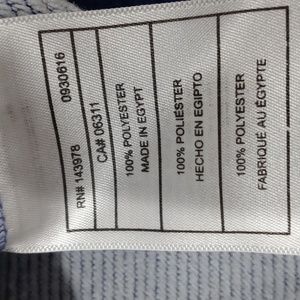 RN# 143978 0930616
CA# 06311
100% POLYESTER
MADE IN EGYPT
100% POLIÉSTER
HECHO EN EGIPTO
100% POLYESTER
FABRIQUÉ AU ÉGYPTE